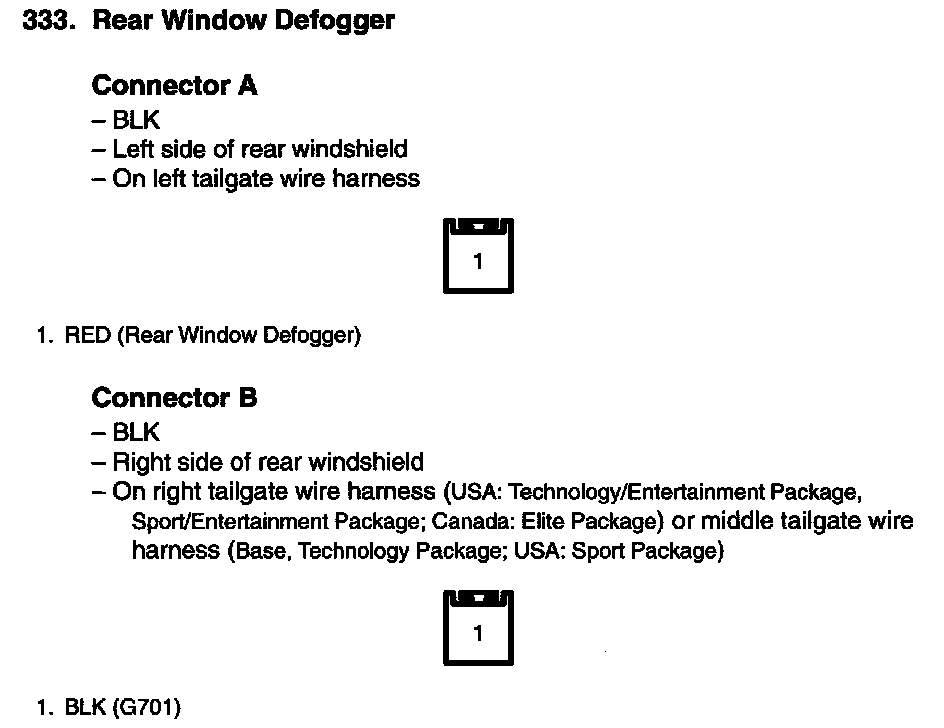 333. Rear Window Defogger
Connector A
– BLK
– Left side of rear windshield
– On left tailgate wire harness
1
1. RED (Rear Window Defogger)
Connector B
– BLK
– Right side of rear windshield
– On right tailgate wire harness (USA: Technology/Entertainment Package,
Sport/Entertainment Package; Canada: Elite Package) or middle tailgate wire
harness (Base, Technology Package; USA: Sport Package)
1
1. BLK (G701)